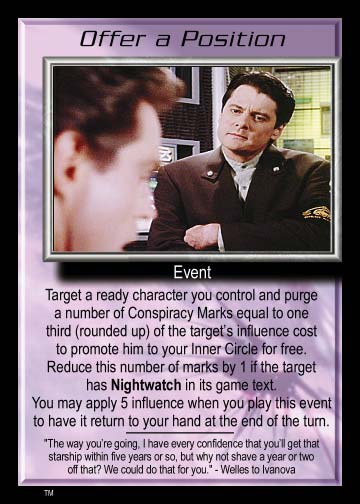 Offer a Position
Event
Target a ready character you control and purge
a number of Conspiracy Marks equal to one
third (rounded up) of the target's influence cost
to promote him to your Inner Circle for free.
Reduce this number of marks by 1 if the target
has Nightwatch in its game text.
You may apply 5 influence when you play this event
to have it return to your hand at the end of the turn.
"The way you're going, I have every confidence that you'll get that
starship within five years or so, but why not shave a year or two
off that? We could do that for you." - Welles to Ivanova
TM